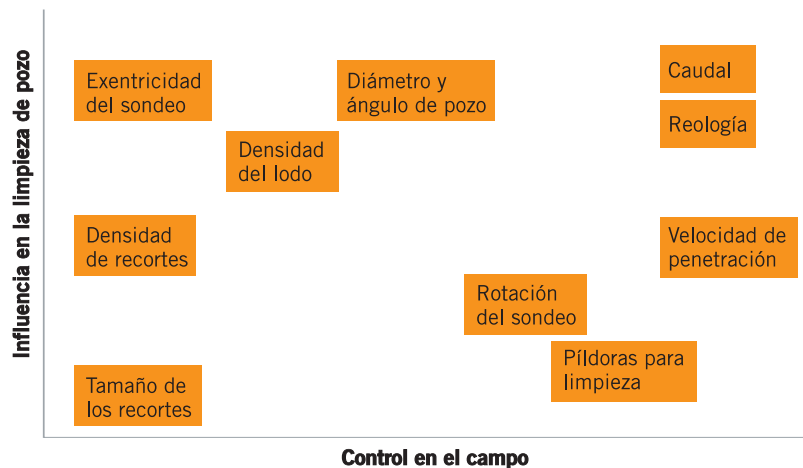 Influencia en la limpieza de pozo
Exentricidad
del sondeo
Diámetro y
ángulo de pozo
Caudal
Reología
Densidad
del lodo
Densidad
de recortes
Velocidad de
penetración
Rotación
del sondeo
Píldoras para
limpieza
Tamaño de
los recortes
Control en el campo